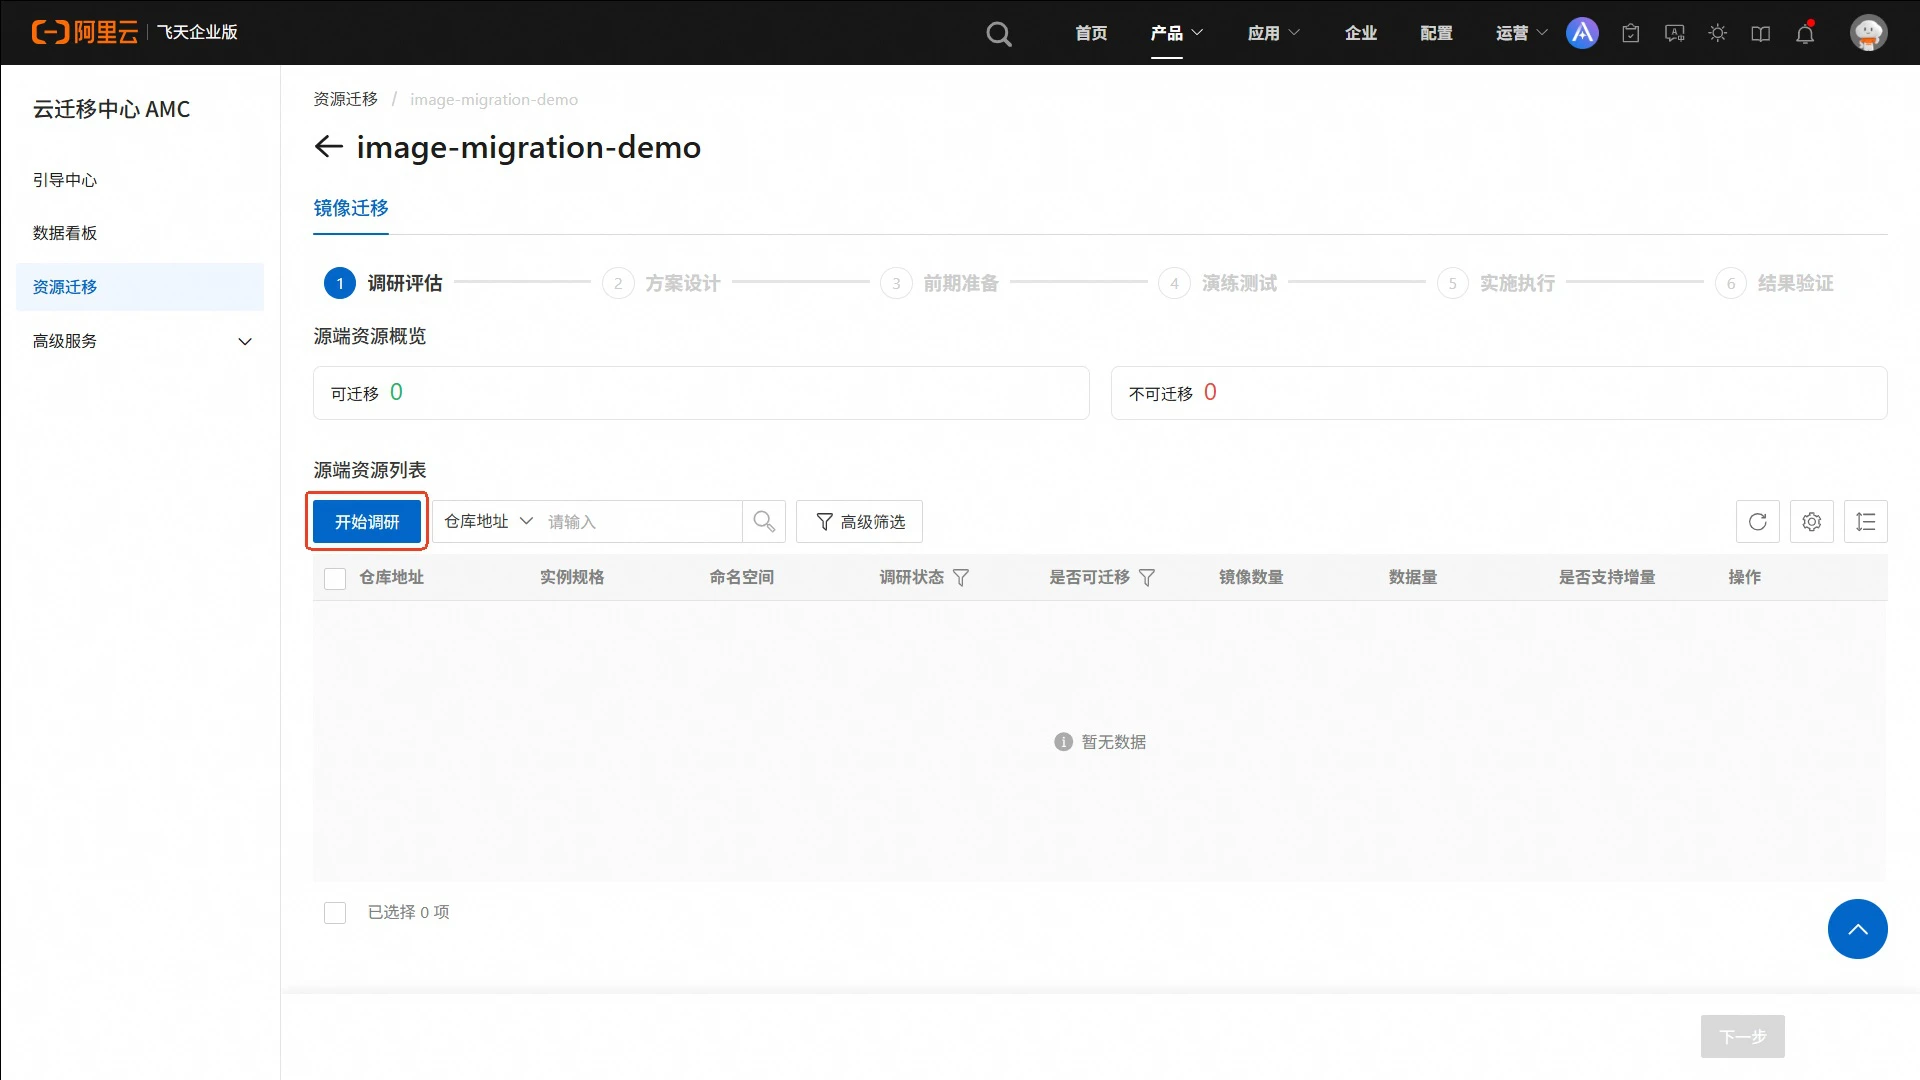 阿里云 飞天企业版 首页 产品 应用 企业 配置 运营
云迁移中心 AMC
引导中心
数据看板
资源迁移
高级服务
资源迁移 / image-migration-demo
image-migration-demo
镜像迁移
1 调研评估 2 方案设计 3 前期准备 4 演练测试 5 实施执行 6 结果验证
源端资源概览
可迁移 0 不可迁移 0
源端资源列表
开始调研 仓库地址 请输入 高级筛选
仓库地址 实例规格 命名空间 调研状态 是否可迁移 镜像数量 数据量 是否支持增量 操作
暂无数据
已选择 0 项
下一步